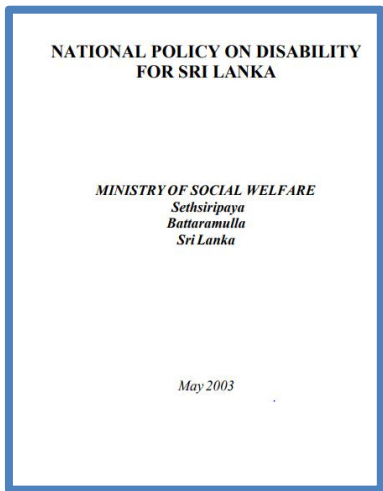 NATIONAL POLICY ON DISABILITY
FOR SRI LANKA
MINISTRY OF SOCIAL WELFARE
Sethsiripaya
Battaramulla
Sri Lanka
May 2003